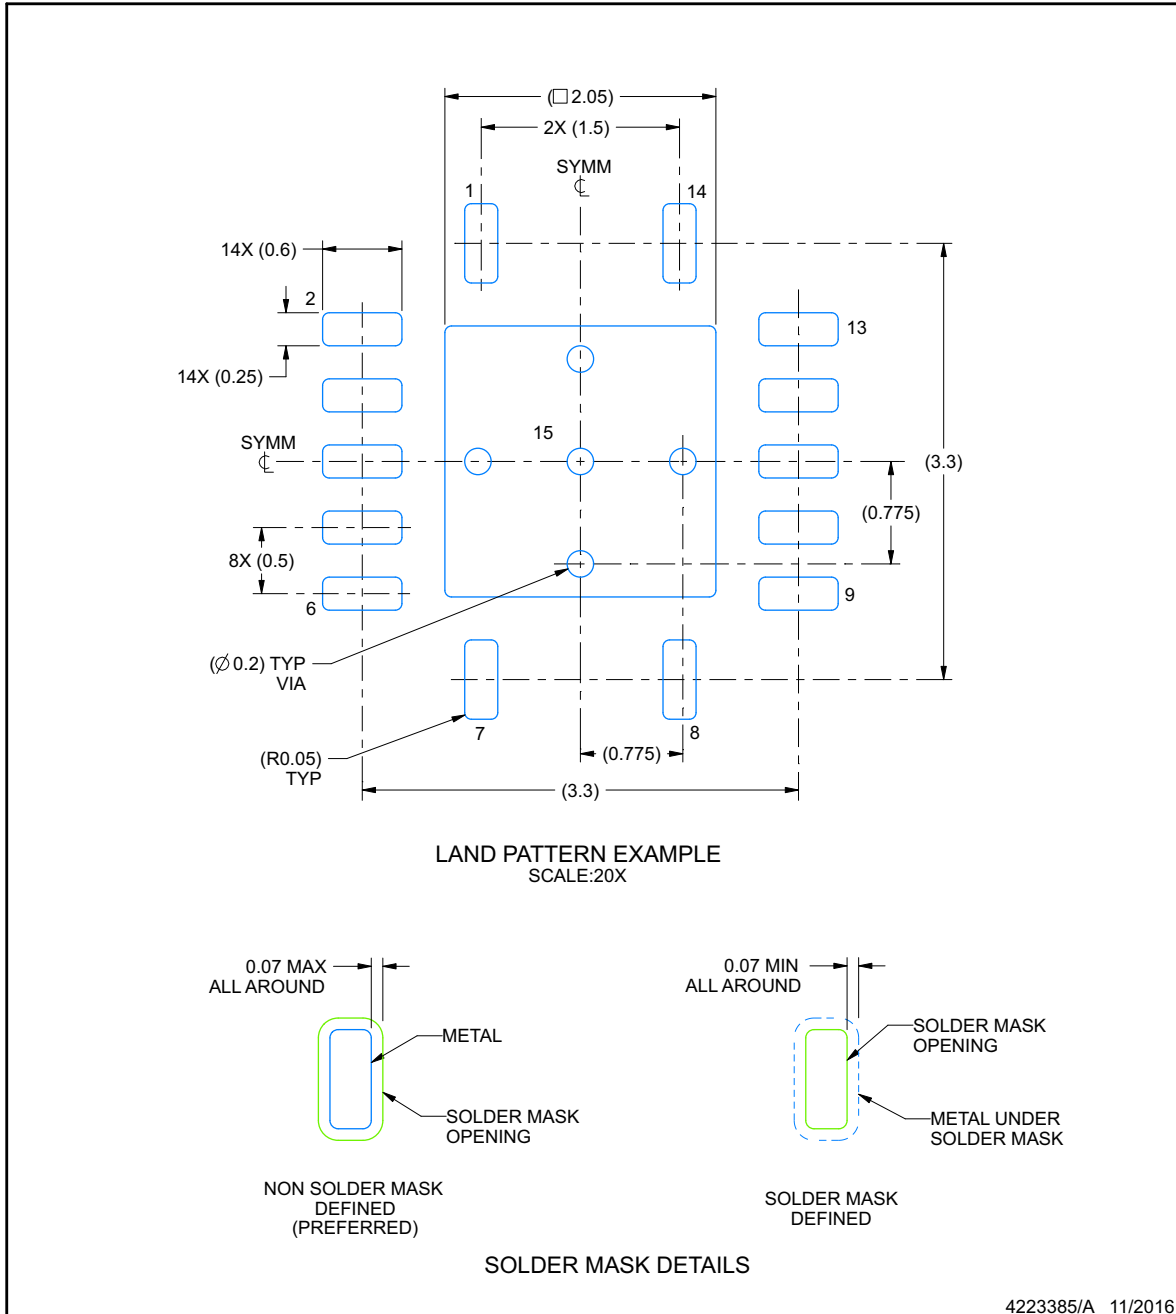 (□2.05)
2X (1.5)
SYMM
℄
1
14
14X (0.6)
2
13
14X (0.25)
15
SYMM
℄
(3.3)
(0.775)
8X (0.5)
6
9
(∅0.2) TYP
VIA
7
8
(R0.05)
TYP
(0.775)
(3.3)
LAND PATTERN EXAMPLE
SCALE:20X
0.07 MAX
ALL AROUND
METAL
SOLDER MASK
OPENING
NON SOLDER MASK
DEFINED
(PREFERRED)
0.07 MIN
ALL AROUND
SOLDER MASK
OPENING
METAL UNDER
SOLDER MASK
SOLDER MASK
DEFINED
SOLDER MASK DETAILS
4223385/A 11/2016